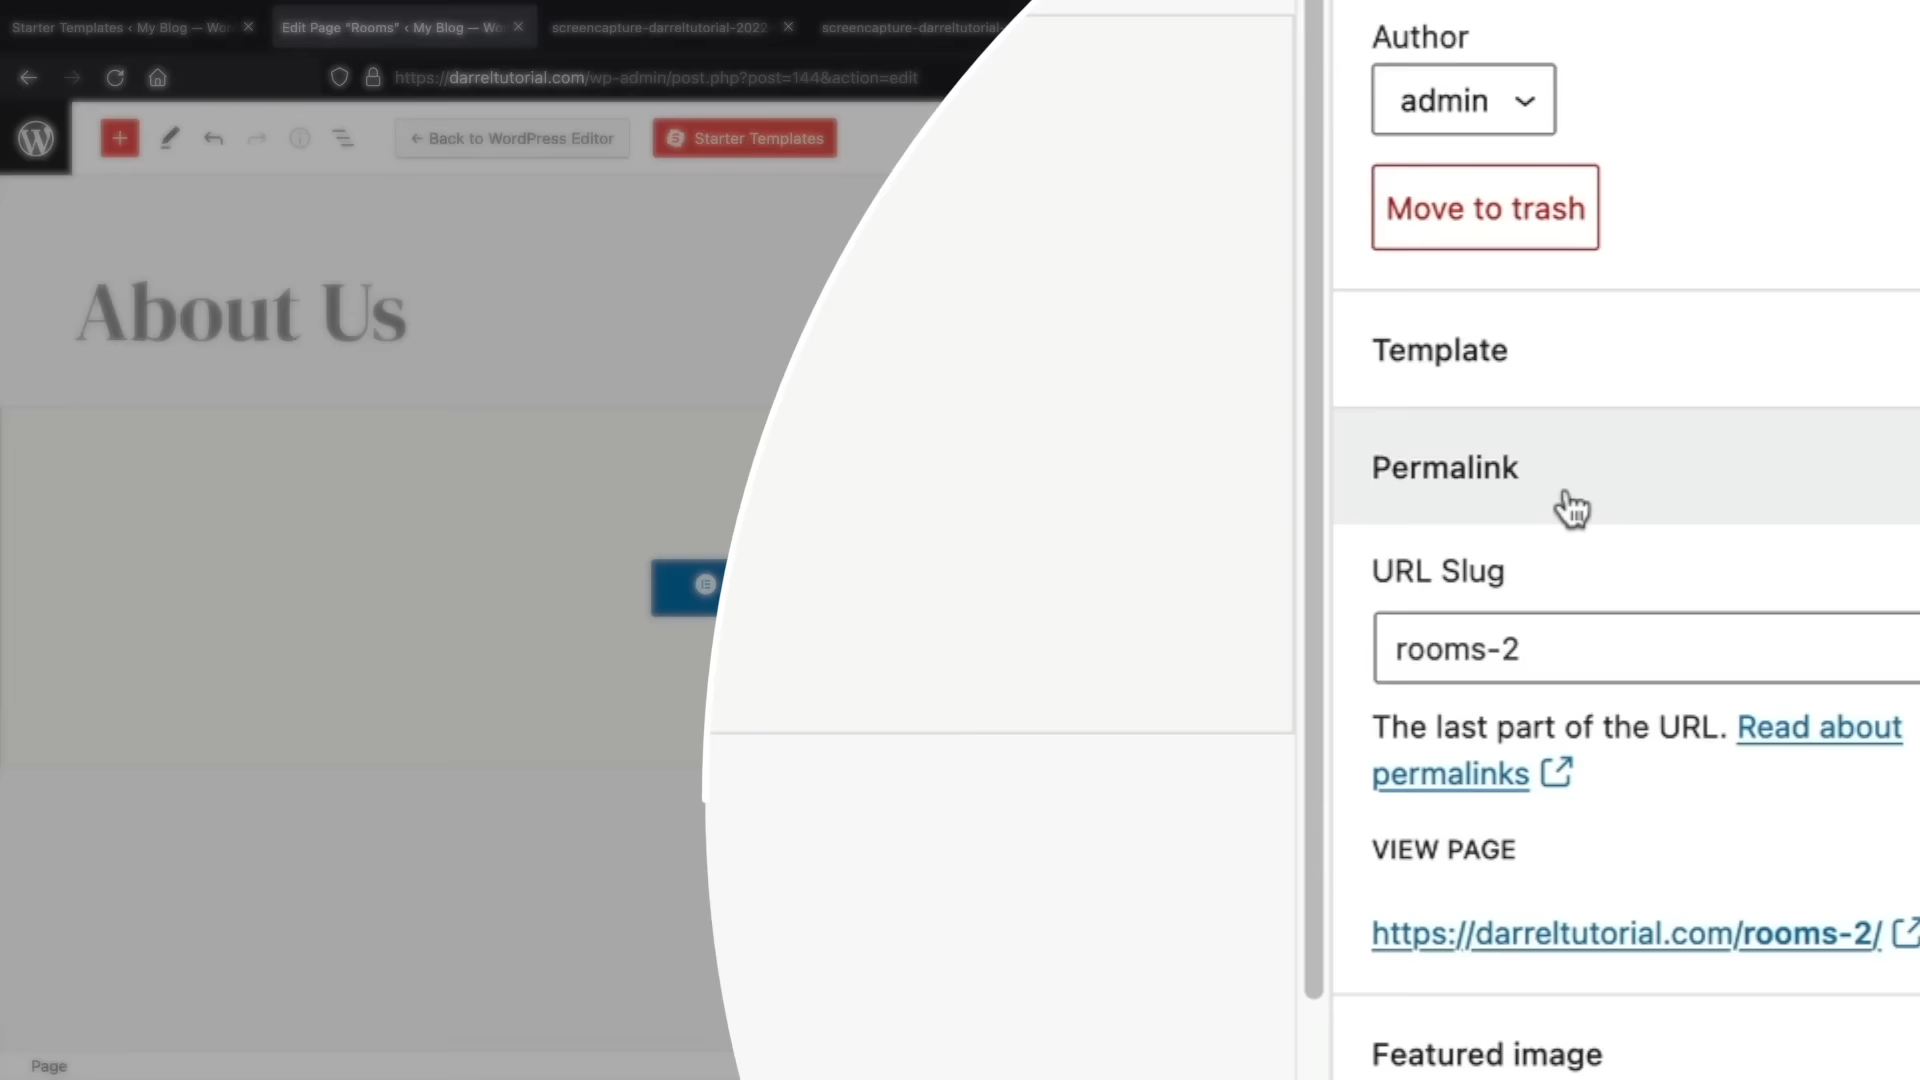 Starter Templates ‹ My Blog — Wor
Edit Page “Rooms” ‹ My Blog — Wo
screencapture-darreltutorial-2022
screencapture-darreltutorial-
https://darreltutorial.com/wp-admin/post.php?post=144&action=edit
← Back to WordPress Editor
Starter Templates
About Us
Page
Author
admin
Move to trash
Template
Permalink
URL Slug
rooms-2
The last part of the URL. Read about
permalinks
VIEW PAGE
https://darreltutorial.com/rooms-2/
Featured image